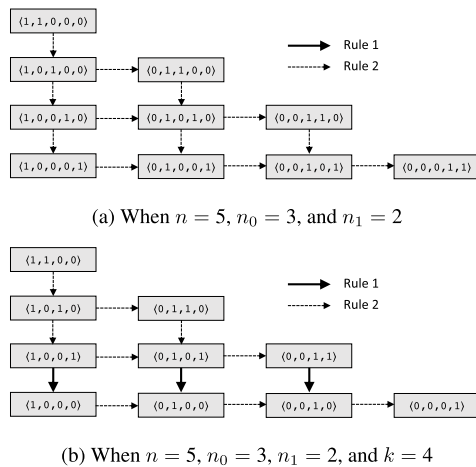 ⟨1,1,0,0,0⟩
Rule 1
⟨1,0,1,0,0⟩ ⟨0,1,1,0,0⟩
Rule 2
⟨1,0,0,1,0⟩ ⟨0,1,0,1,0⟩ ⟨0,0,1,1,0⟩
⟨1,0,0,0,1⟩ ⟨0,1,0,0,1⟩ ⟨0,0,1,0,1⟩ ⟨0,0,0,1,1⟩
(a) When n = 5, n₀ = 3, and n₁ = 2
⟨1,1,0,0⟩
Rule 1
⟨1,0,1,0⟩ ⟨0,1,1,0⟩
Rule 2
⟨1,0,0,1⟩ ⟨0,1,0,1⟩ ⟨0,0,1,1⟩
⟨1,0,0,0⟩ ⟨0,1,0,0⟩ ⟨0,0,1,0⟩ ⟨0,0,0,1⟩
(b) When n = 5, n₀ = 3, n₁ = 2, and k = 4